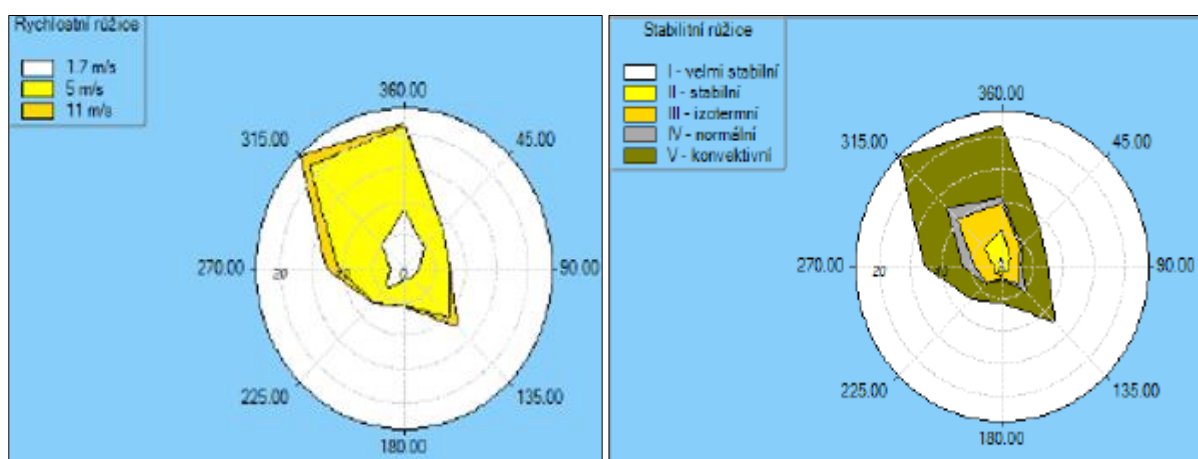 Rychlostní růžice
1.7 m/s
5 m/s
11 m/s
360.00
45.00
90.00
135.00
180.00
225.00
270.00
315.00
20
10
0
Stabilitní růžice
I - velmi stabilní
II - stabilní
III - izotermní
IV - normální
V - konvektivní
360.00
45.00
90.00
135.00
180.00
225.00
270.00
315.00
20